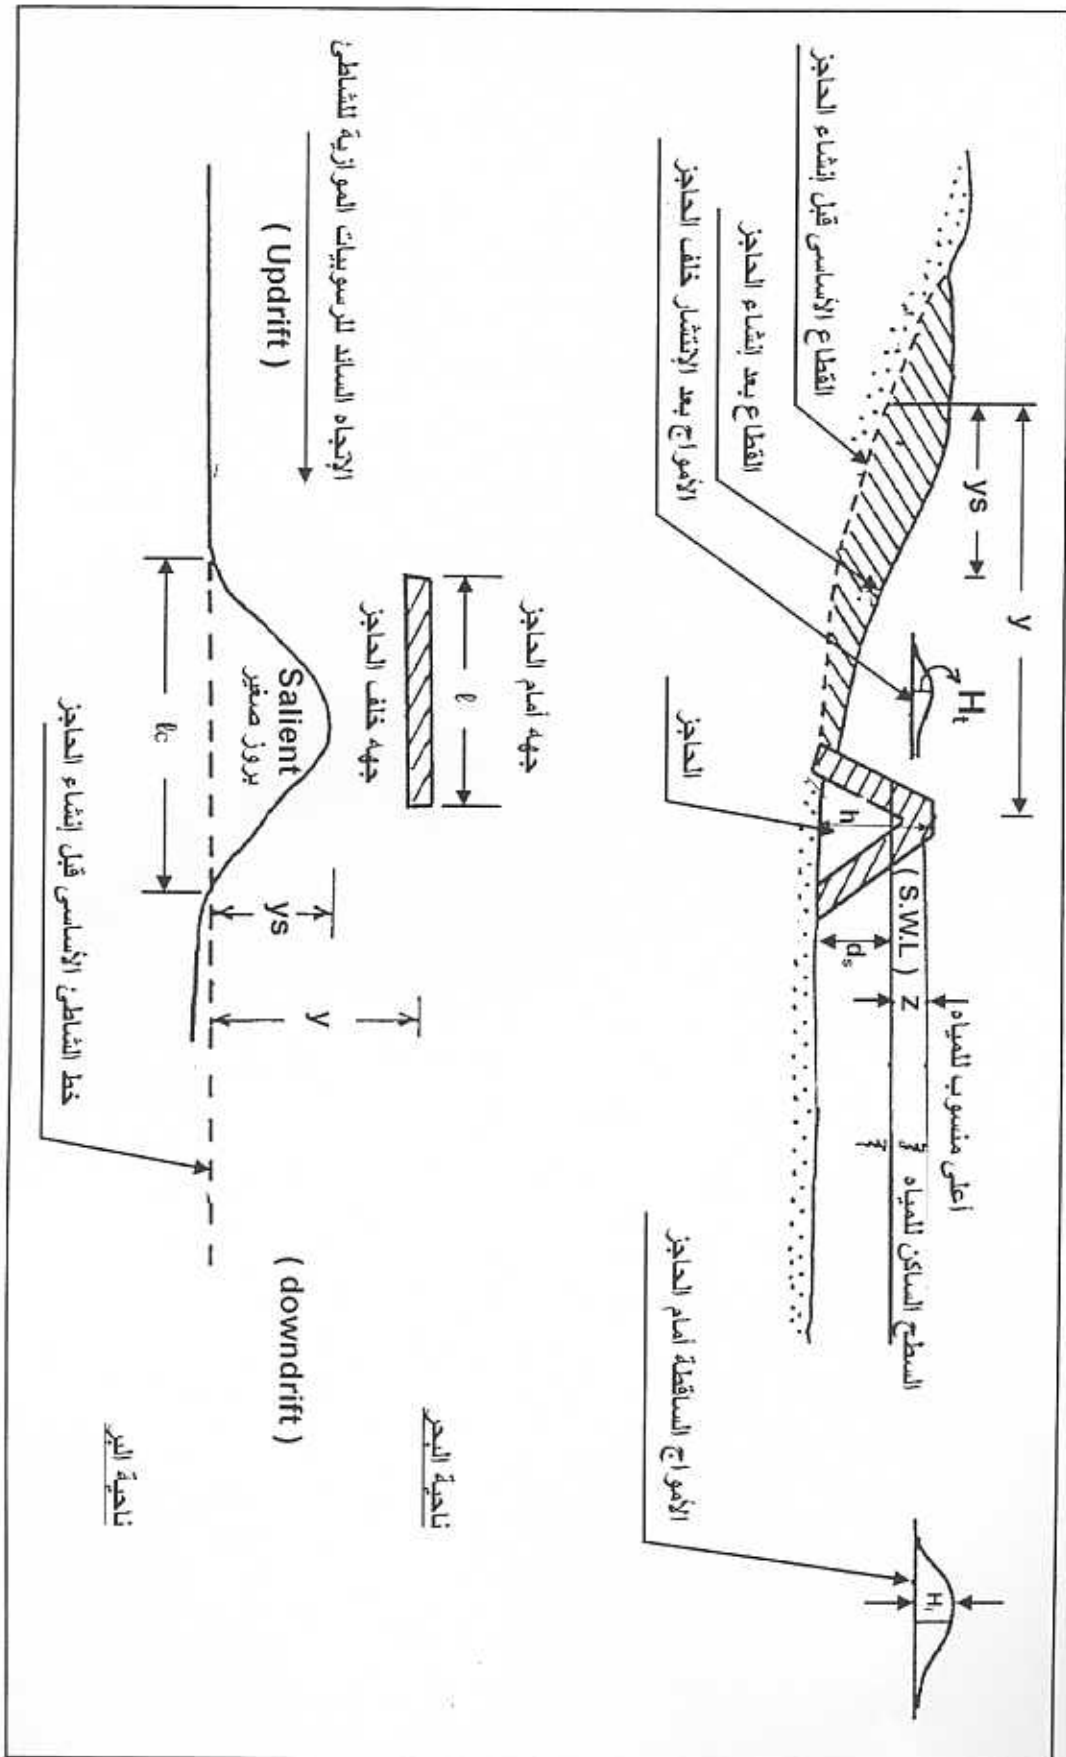 القطاع الأساسى قبل إنشاء الحاجز
القطاع بعد إنشاء الحاجز
الأمواج بعد الإنتشار خلف الحاجز
y
ys
Ht
الحاجز
h
ds
( S.W.L )
Z
أعلى منسوب للمياه
السطح الساكن للمياه
الأمواج الساقطة أمام الحاجز
Hi
الإتجاه السائد للرسوبيات الموازية للشاطئ
( Updrift )
جهه أمام الحاجز
ℓ
جهه خلف الحاجز
Salient
بروز صغير
ℓc
ys
y
( downdrift )
ناحية البحر
ناحية البر
خط الشاطئ الأساسى قبل إنشاء الحاجز